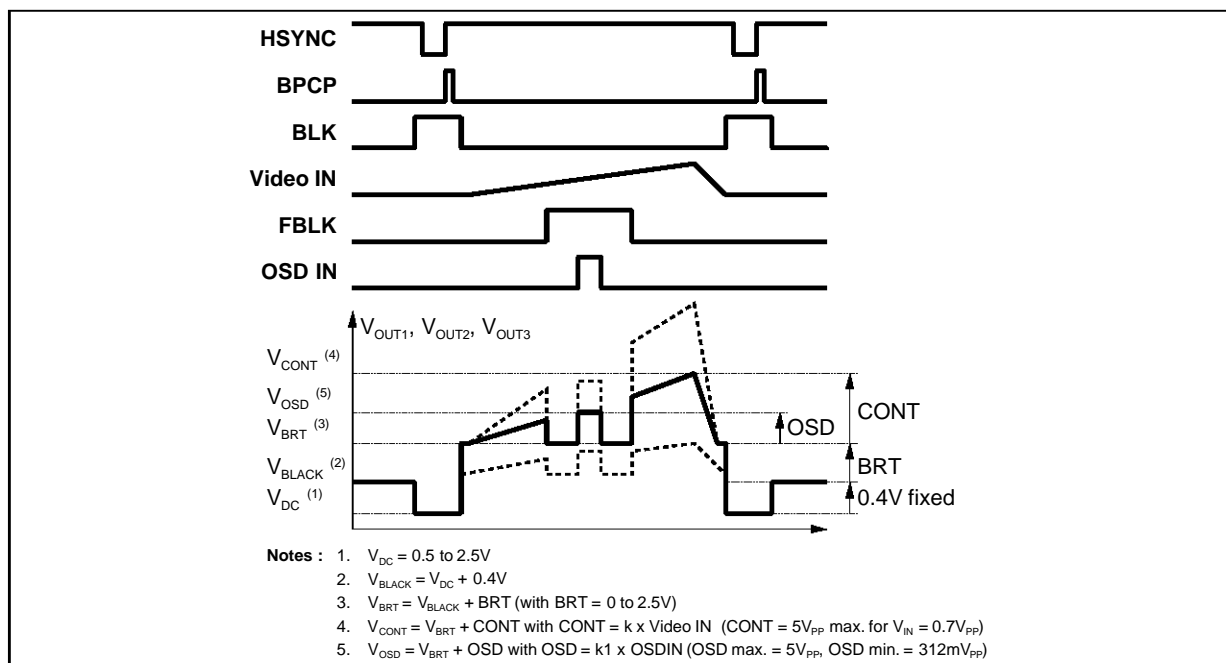 HSYNC
BPCP
BLK
Video IN
FBLK
OSD IN
VOUT1, VOUT2, VOUT3
VCONT (4)
VOSD (5)
CONT
OSD
VBRT (3)
VBLACK (2)
BRT
VDC (1)
0.4V fixed
Notes : 1. VDC = 0.5 to 2.5V
2. VBLACK = VDC + 0.4V
3. VBRT = VBLACK + BRT (with BRT = 0 to 2.5V)
4. VCONT = VBRT + CONT with CONT = k x Video IN (CONT = 5VPP max. for VIN = 0.7VPP)
5. VOSD = VBRT + OSD with OSD = k1 x OSDIN (OSD max. = 5VPP, OSD min. = 312mVPP)